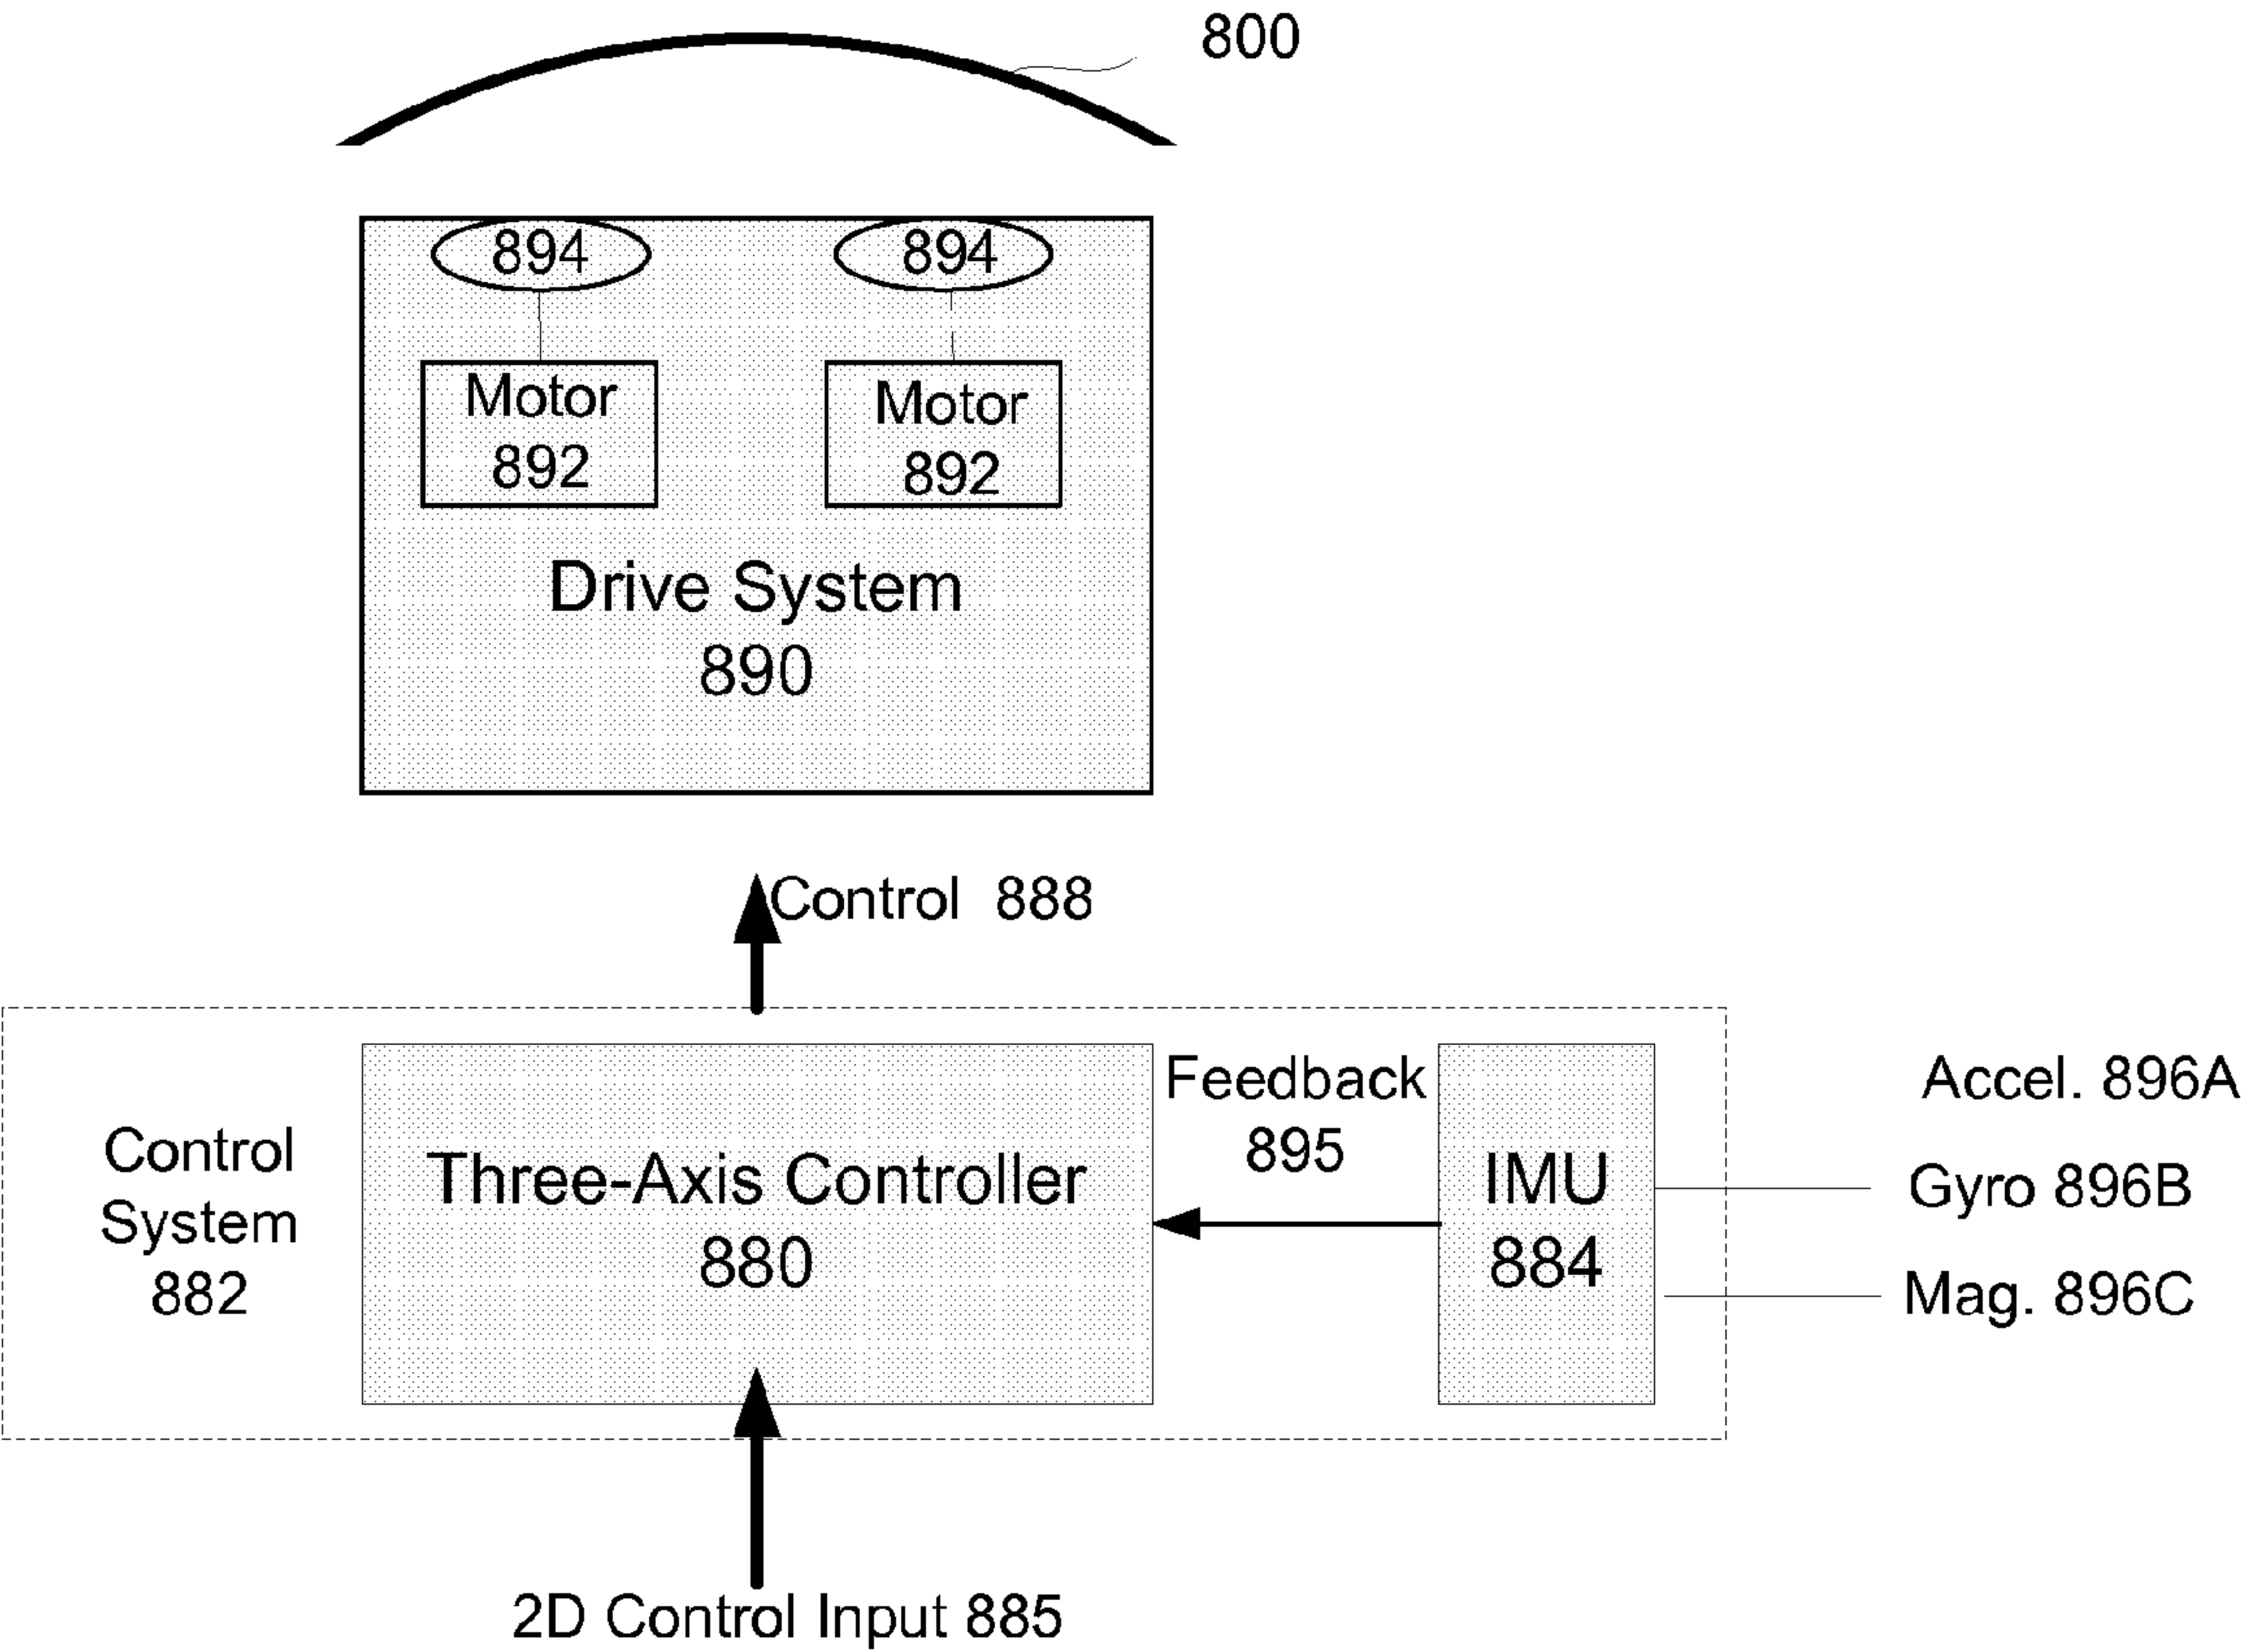 800
894
894
Motor
892
Motor
892
Drive System
890
Control 888
Control
System
882
Three-Axis Controller
880
Feedback
895
IMU
884
Accel. 896A
Gyro 896B
Mag. 896C
2D Control Input 885